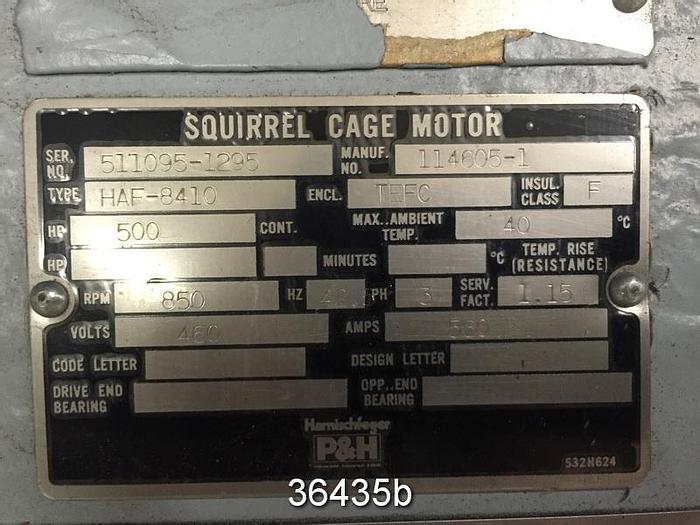 RE
SQUIRREL CAGE MOTOR
SER. NO. 511095-1295 MANUF. NO. 114605-1
TYPE HAF-8410 ENCL. TEFC INSUL. CLASS F
HP 500 CONT. MAX..AMBIENT TEMP. 40 °C
HP MINUTES °C TEMP. RISE (RESISTANCE)
RPM 850 HZ PH 3 SERV. FACT. 1.15
VOLTS 460 AMPS
CODE LETTER DESIGN LETTER
DRIVE END BEARING OPP..END BEARING
Harnischfeger
P&H
532H624
36435b